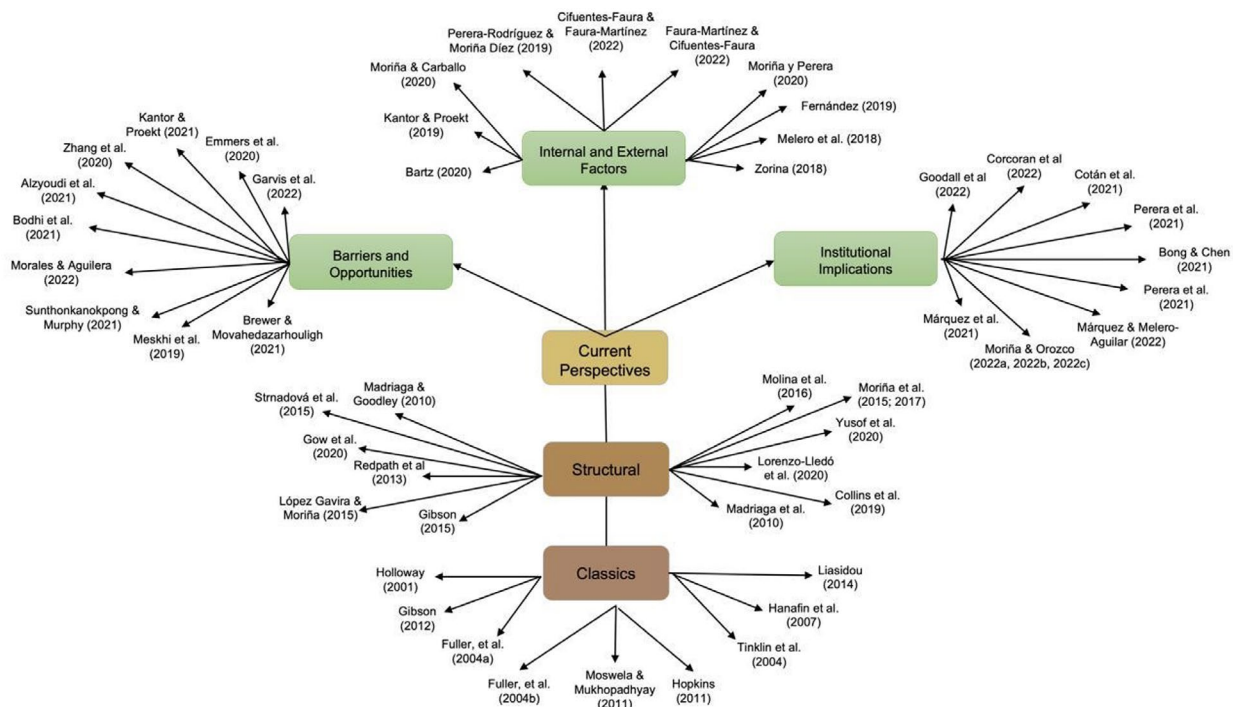 Cifuentes-Faura &
Faura-Martínez
(2022)
Perera-Rodríguez &
Moriña Díez (2019)
Faura-Martínez &
Cifuentes-Faura
(2022)
Moriña & Carballo
(2020)
Moriña y Perera
(2020)
Kantor & Proekt
(2019)
Fernández (2019)
Bartz (2020)
Melero et al. (2018)
Zorina (2018)
Internal and External
Factors
Kantor &
Proekt (2021)
Emmers et al.
(2020)
Zhang et al.
(2020)
Garvis et al.
(2022)
Alzyoudi et al.
(2021)
Bodhi et al.
(2021)
Morales & Aguilera
(2022)
Sunthonkanokpong &
Murphy (2021)
Meskhi et al.
(2019)
Brewer &
Movahedazarhouligh
(2021)
Barriers and
Opportunities
Goodall et al
(2022)
Corcoran et al
(2022)
Cotán et al.
(2021)
Perera et al.
(2021)
Bong & Chen
(2021)
Perera et al.
(2021)
Márquez & Melero-
Aguilar (2022)
Moriña & Orozco
(2022a, 2022b, 2022c)
Márquez et al.
(2021)
Institutional
Implications
Current
Perspectives
Madriaga &
Goodley (2010)
Strnadová et al.
(2015)
Gow et al.
(2020)
Redpath et al
(2013)
López Gavira &
Moriña (2015)
Gibson
(2015)
Structural
Molina et al.
(2016)
Moriña et al.
(2015; 2017)
Yusof et al.
(2020)
Lorenzo-Lledó
et al. (2020)
Collins et al.
(2019)
Madriaga et al.
(2010)
Classics
Holloway
(2001)
Gibson
(2012)
Fuller, et al.
(2004a)
Fuller, et al.
(2004b)
Moswela &
Mukhopadhyay
(2011)
Hopkins
(2011)
Tinklin et al.
(2004)
Hanafin et al.
(2007)
Liasidou
(2014)